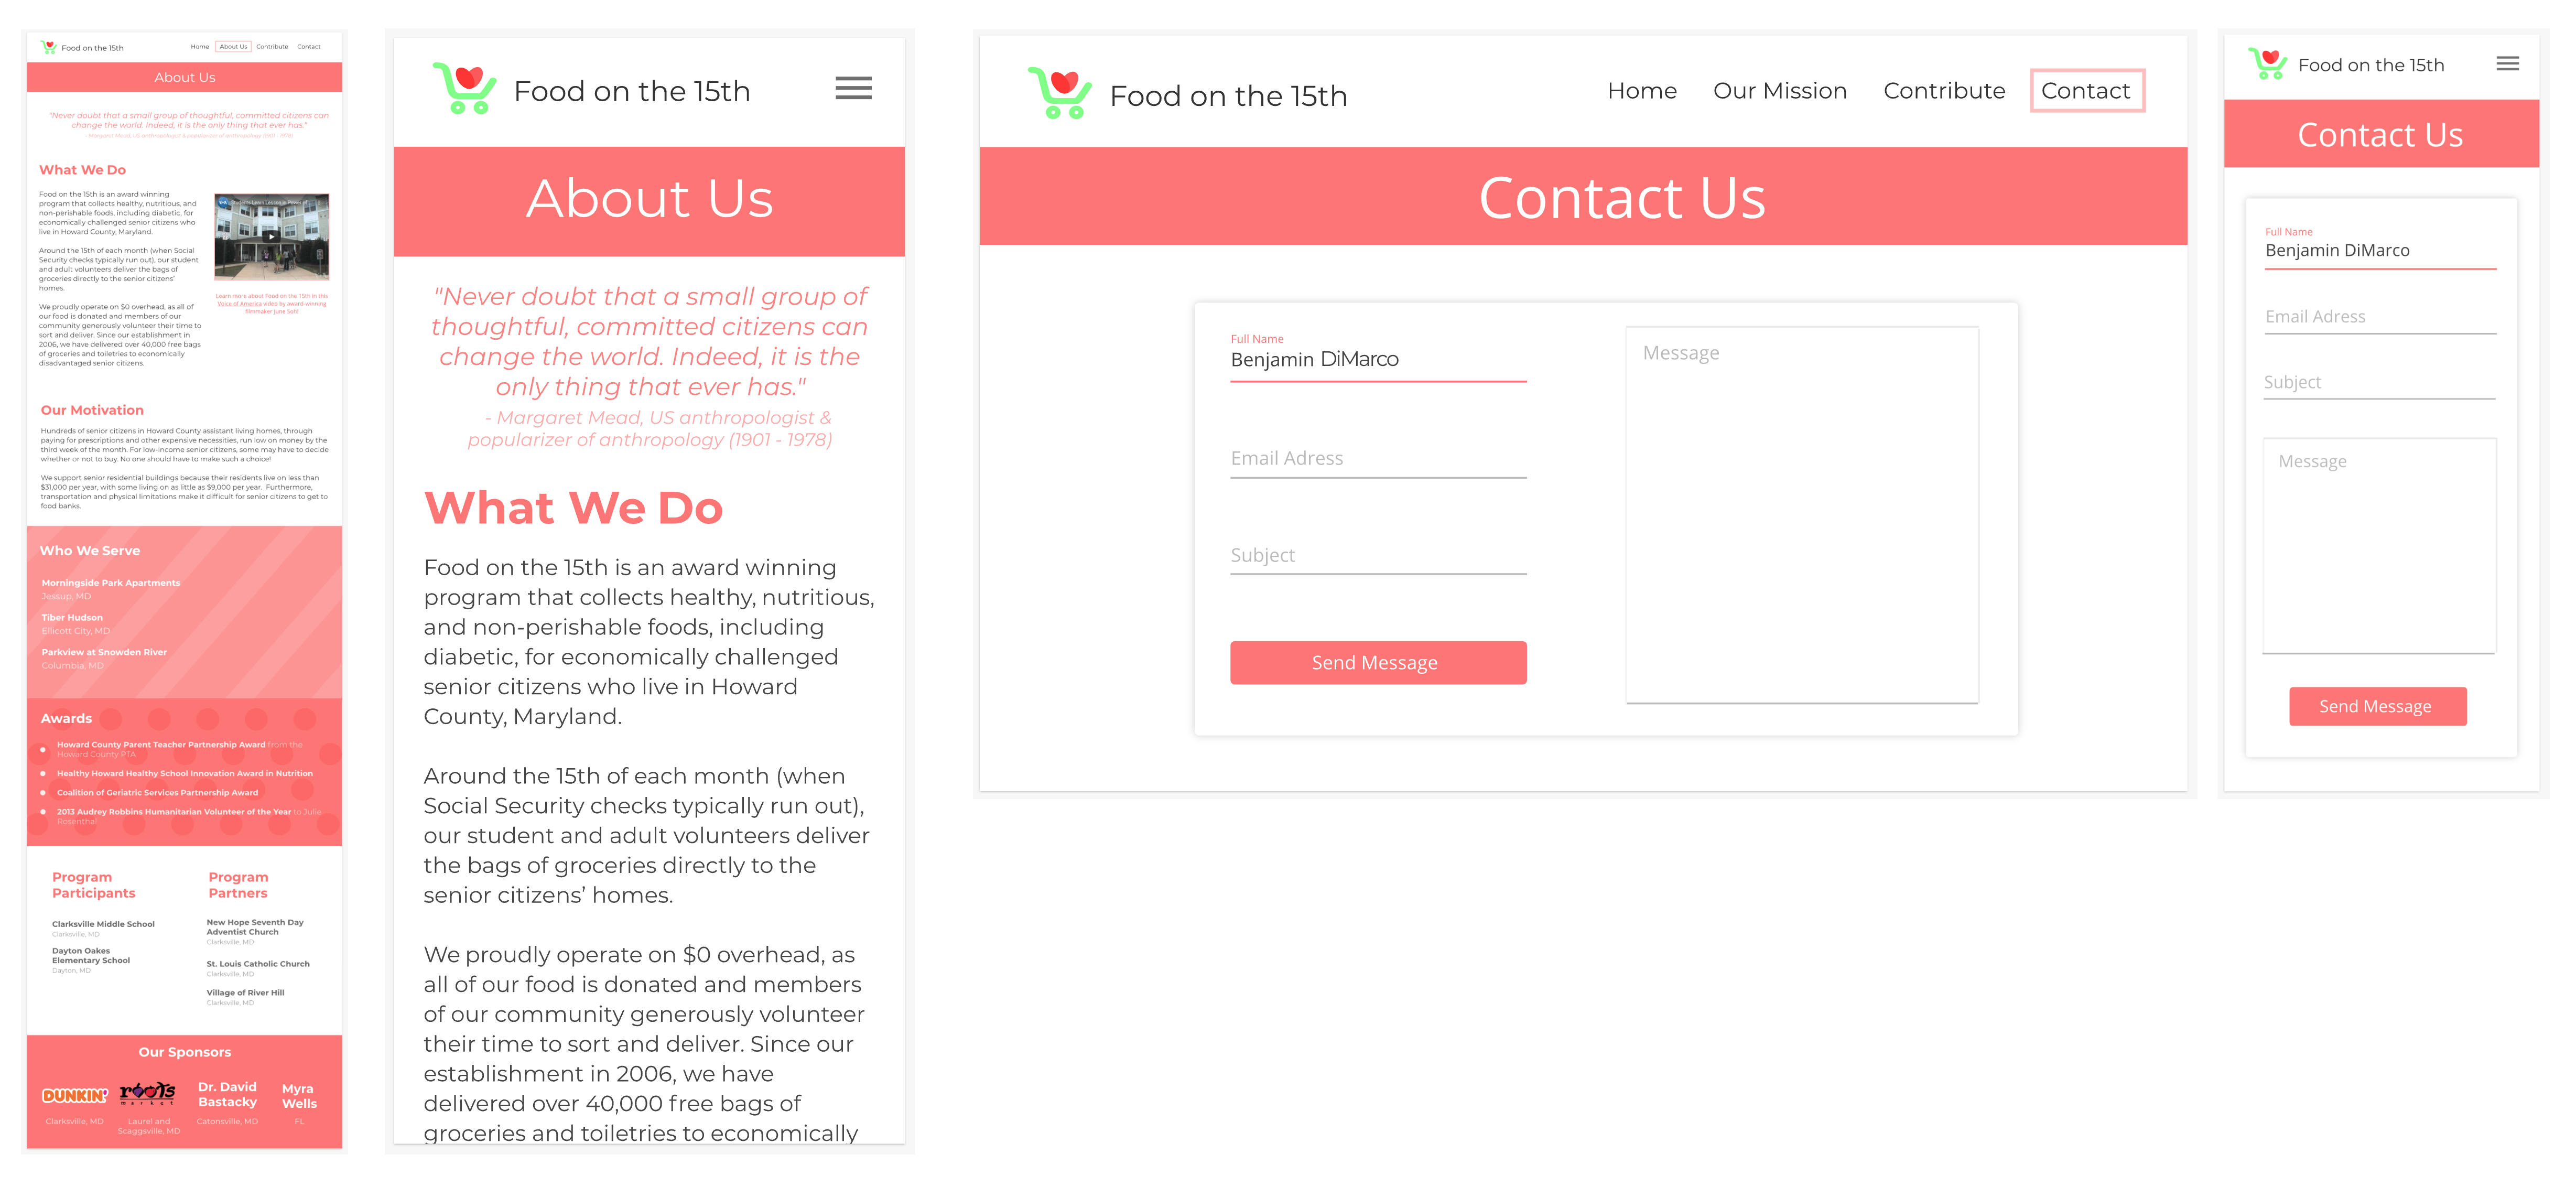 Food on the 15th
Home About Us Contribute Contact
About Us
"Never doubt that a small group of thoughtful, committed citizens can
change the world. Indeed, it is the only thing that ever has."
Margaret Mead, US anthropologist & popularizer of anthropology (1901 - 1978)
What We Do
Food on the 15th is an award winning
program that collects healthy, nutritious, and
non-perishable foods, including diabetic, for
economically challenged senior citizens who
live in Howard County, Maryland.
Around the 15th of each month (when Social
Security checks typically run out), our student
and adult volunteers deliver the bags of
groceries directly to the senior citizens'
homes.
We proudly operate on $0 overhead, as all of
our food is donated and members of our
community generously volunteer their time to
sort and deliver. Since our establishment in
2006, we have delivered over 40,000 free bags
of groceries and toiletries to economically
disadvantaged senior citizens.
Learn more about Food on the 15th in this
Voice of America video by award-winning
filmmaker June Soh!
Our Motivation
Hundreds of senior citizens in Howard County assistant living homes, through
paying for prescriptions and other expensive necessities, run low on money by the
third week of the month. For low-income senior citizens, some may have to decide
whether or not to buy. No one should have to make such a choice!
We support senior residential buildings because their residents live on less than
$31,000 per year, with some living on as little as $9,000 per year. Furthermore,
transportation and physical limitations make it difficult for senior citizens to get to
food banks.
Who We Serve
Morningside Park Apartments
Jessup, MD
Tiber Hudson
Ellicott City, MD
Parkview at Snowden River
Columbia, MD
Awards
Howard County Parent Teacher Partnership Award from the
Howard County PTA
Healthy Howard Healthy School Innovation Award in Nutrition
Coalition of Geriatric Services Partnership Award
2013 Audrey Robbins Humanitarian Volunteer of the Year to Julie
Rosenthal
Program
Participants
Clarksville Middle School
Clarksville, MD
Dayton Oakes
Elementary School
Dayton, MD
Program
Partners
New Hope Seventh Day
Adventist Church
Clarksville, MD
St. Louis Catholic Church
Clarksville, MD
Village of River Hill
Clarksville, MD
Our Sponsors
DUNKIN'
Clarksville, MD
roots
market
Laurel and
Scaggsville, MD
Dr. David
Bastacky
Catonsville, MD
Myra
Wells
FL
Food on the 15th
About Us
"Never doubt that a small group of
thoughtful, committed citizens can
change the world. Indeed, it is the
only thing that ever has."
- Margaret Mead, US anthropologist &
popularizer of anthropology (1901 - 1978)
What We Do
Food on the 15th is an award winning
program that collects healthy, nutritious,
and non-perishable foods, including
diabetic, for economically challenged
senior citizens who live in Howard
County, Maryland.
Around the 15th of each month (when
Social Security checks typically run out),
our student and adult volunteers deliver
the bags of groceries directly to the
senior citizens' homes.
We proudly operate on $0 overhead, as
all of our food is donated and members
of our community generously volunteer
their time to sort and deliver. Since our
establishment in 2006, we have
delivered over 40,000 free bags of
groceries and toiletries to economically
Food on the 15th
Home Our Mission Contribute Contact
Contact Us
Full Name
Benjamin DiMarco
Email Adress
Subject
Send Message
Message
Food on the 15th
Contact Us
Full Name
Benjamin DiMarco
Email Adress
Subject
Message
Send Message